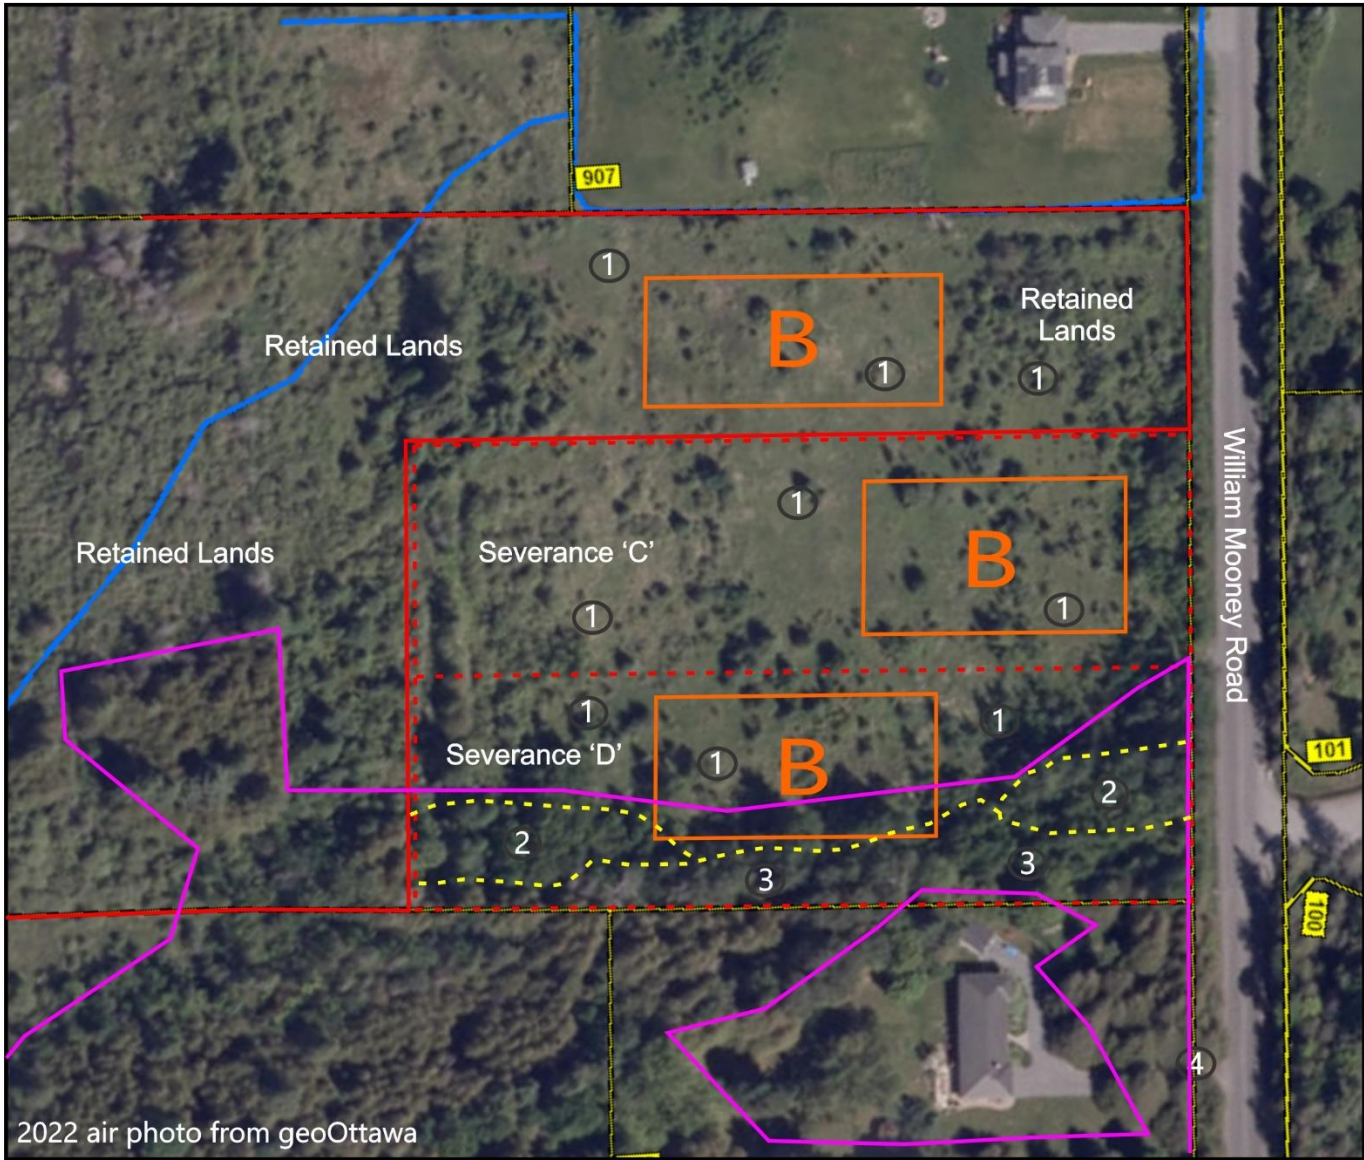 907
1
Retained
Lands
B
Retained Lands
1
1
William Mooney Road
1
B
Severance ‘C’
Retained Lands
1
1
1
1
Severance ‘D’
1
B
101
2
2
3
3
100
4
2022 air photo from geoOttawa